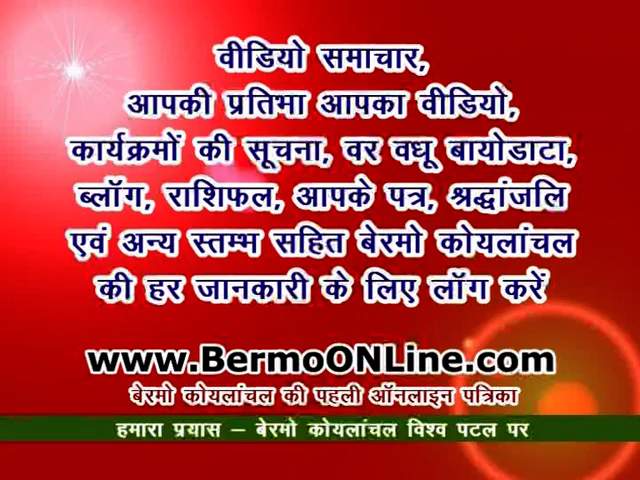 वीडियो समाचार,
आपकी प्रतिभा आपका वीडियो,
कार्यक्रमों की सूचना, वर वधू बायोडाटा,
ब्लॉग, राशिफल, आपके पत्र, श्रद्धांजलि
एवं अन्य स्तम्भ सहित बेरमो कोयलांचल
की हर जानकारी के लिए लॉग करें
www.BermoONLine.com
बेरमो कोयलांचल की पहली ऑनलाइन पत्रिका
हमारा प्रयास – बेरमो कोयलांचल विश्व पटल पर